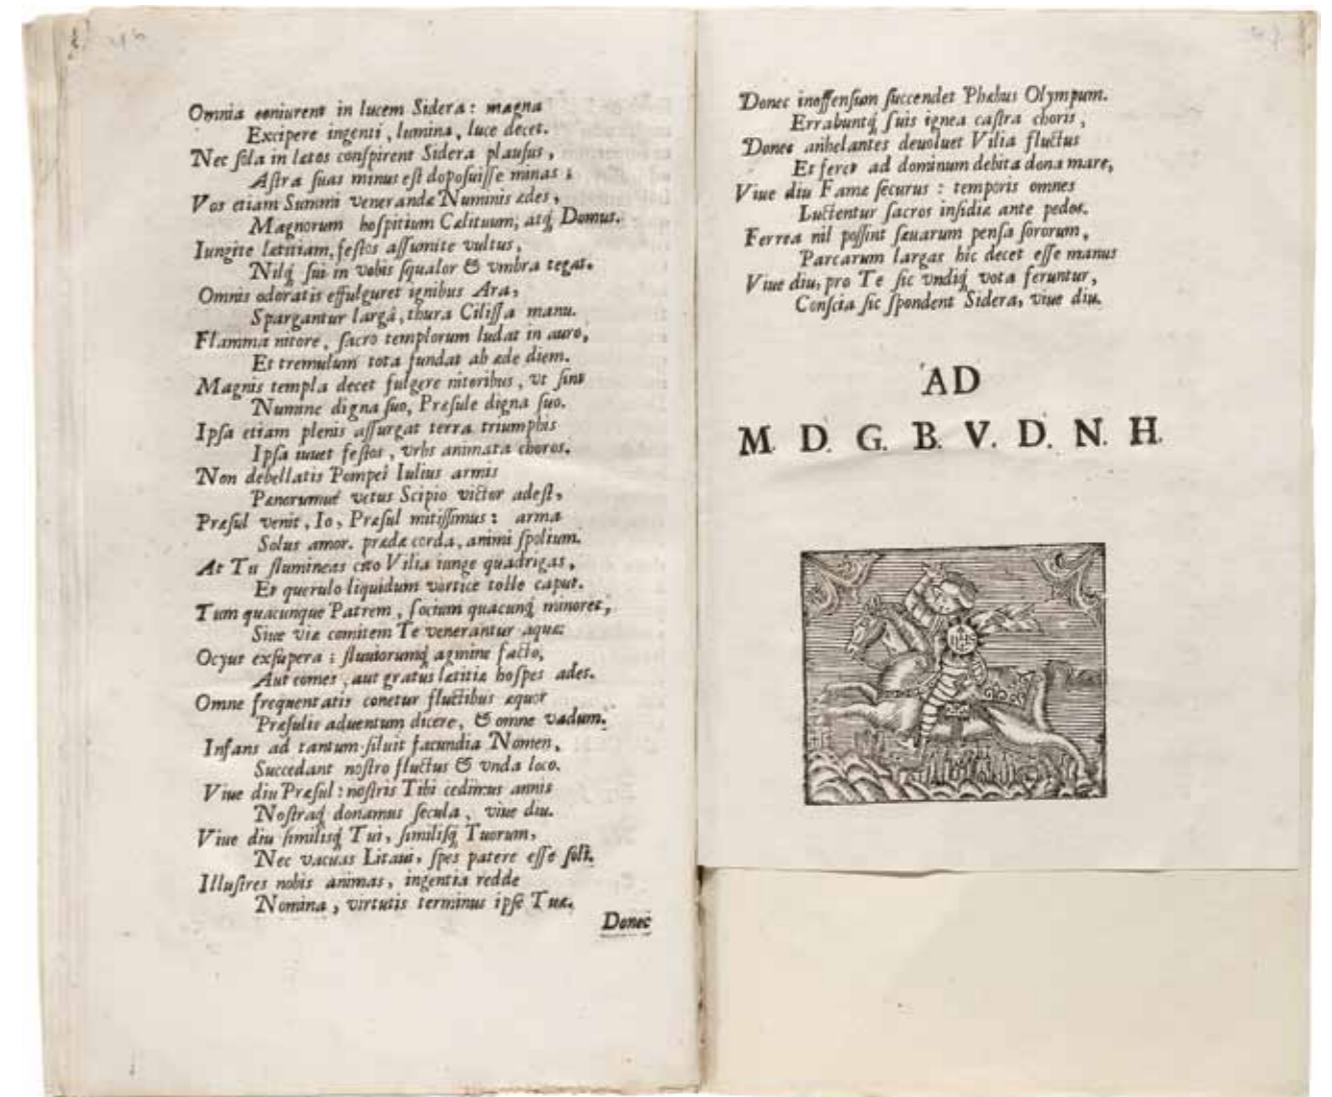 Omnia coniurent in lucem Sidera: magna
Excipere ingenti, lumina, luce decet.
Nec ſola in lætos conſpirent Sidera plauſus,
Aſtra ſuas minus eſt depoſuiſſe minas:
Vos etiam Summi venerandæ Numinis ædes,
Magnorum hoſpitium Cælituum, atq́; Domus.
Iungite lætitiam, feſtos aſſumite vultus,
Nilq́; ſui in vobis ſqualor & vmbra tegat.
Omnis odoratis effulguret ignibus Ara,
Spargantur largâ, thura Ciliſſa manu.
Flamma nitore, ſacro templorum ludat in auro,
Et tremulum tota fundat ab æde diem.
Magnis templa decet fulgere nitoribus, vt ſint
Numine digna ſuo, Præſule digna ſuo.
Ipſa etiam plenis aſſurgat terra triumphis
Ipſa iuuet feſtos, vrbs animata choros.
Non debellatis Pompei Iulius armis
Pænorumué vetus Scipio victor adeſt,
Præſul venit, Io, Præſul mitiſſimus: arma
Solus amor. prædæ corda, animi ſpolium.
At Tu flumineas cito Vilia iunge quadrigas,
Et querulo liquidum vortice tolle caput.
Tum quacunque Patrem, ſocium quacunq́; minores,
Siue viæ comitem Te venerantur aquæ:
Ocyus exſupera; fluuiorumq́; agmine facto,
Aut comes, aut gratus lætitiæ hoſpes ades.
Omne frequentatis conetur fluctibus æquor
Præſulis aduentum dicere, & omne vadum.
Infans ad tantum ſiluit facundia Nomen,
Succedant noſtro fluctus & vnda loco.
Viue diu Præſul: noſtris Tibi cedimus annis
Noſtraq́; donamus ſecula, viue diu.
Viue diu ſimilisq́; Tui, ſimiliſq́; Tuorum,
Nec vacuas Litaui, ſpes patere eſſe ſoli.
Illuſtres nobis animas, ingentia redde
Nomina, virtutis terminus ipſe Tuæ.
Donec
Donec inoffenſum ſuccendet Phæbus Olympum.
Errabuntq́; ſuis ignea caſtra choris,
Donec anhelantes deuoluet Vilia fluctus
Et feret ad dominum debita dona mare,
Viue diu Famæ ſecurus: temporis omnes
Luctentur ſacros inſidiæ ante pedes.
Ferrea nil poſſint ſæuarum penſa ſororum,
Parcarum largas hic decet eſſe manus
Viue diu, pro Te ſic vndiq́; vota feruntur,
Conſcia ſic ſpondent Sidera, viue diu.
AD
M. D. G. B. V. D. N. H.
IHS